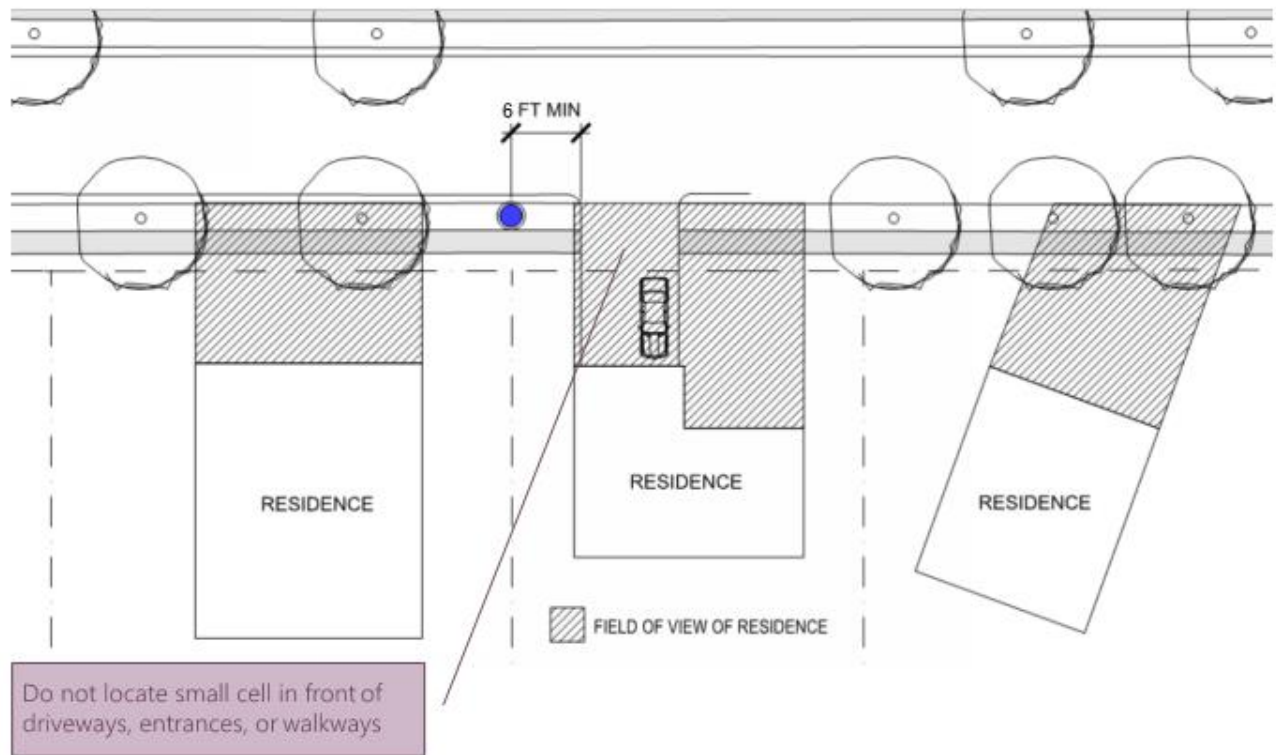 6 FT MIN
RESIDENCE
RESIDENCE
RESIDENCE
FIELD OF VIEW OF RESIDENCE
Do not locate small cell in front of
driveways, entrances, or walkways